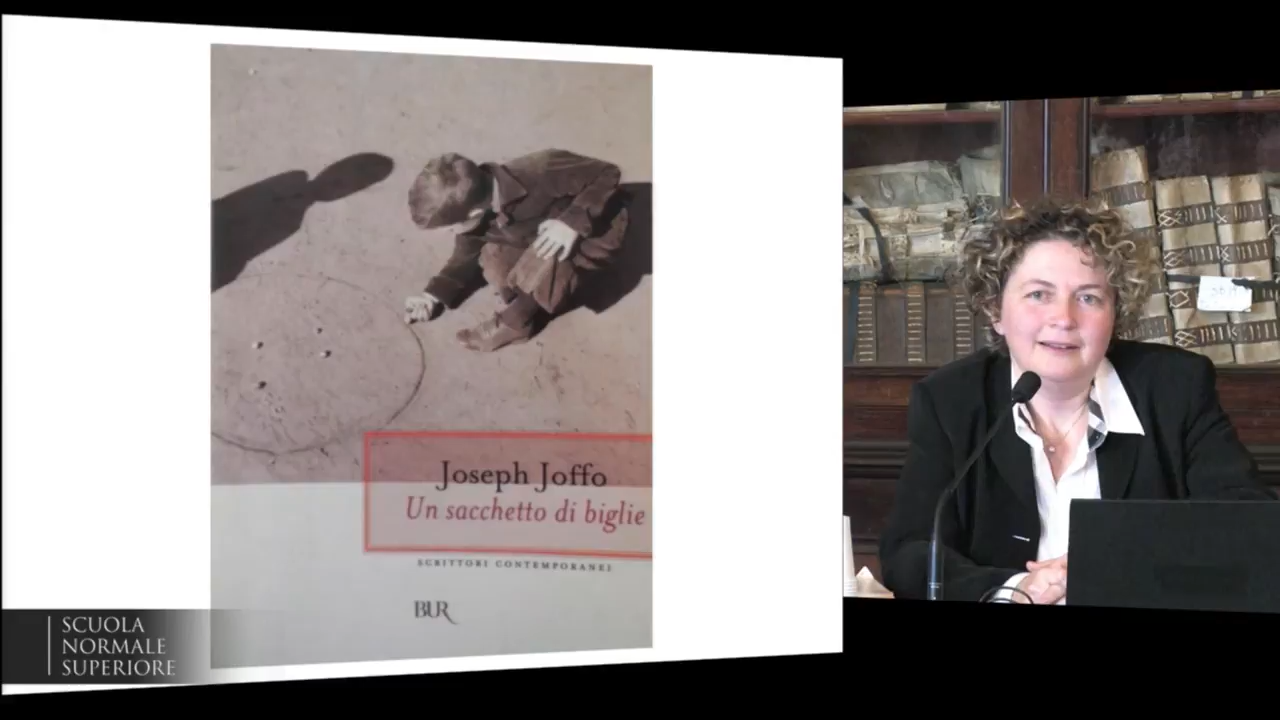 Joseph Joffo
Un sacchetto di biglie
SCRITTORI CONTEMPORANEI
BUR
SCUOLA
NORMALE
SUPERIORE